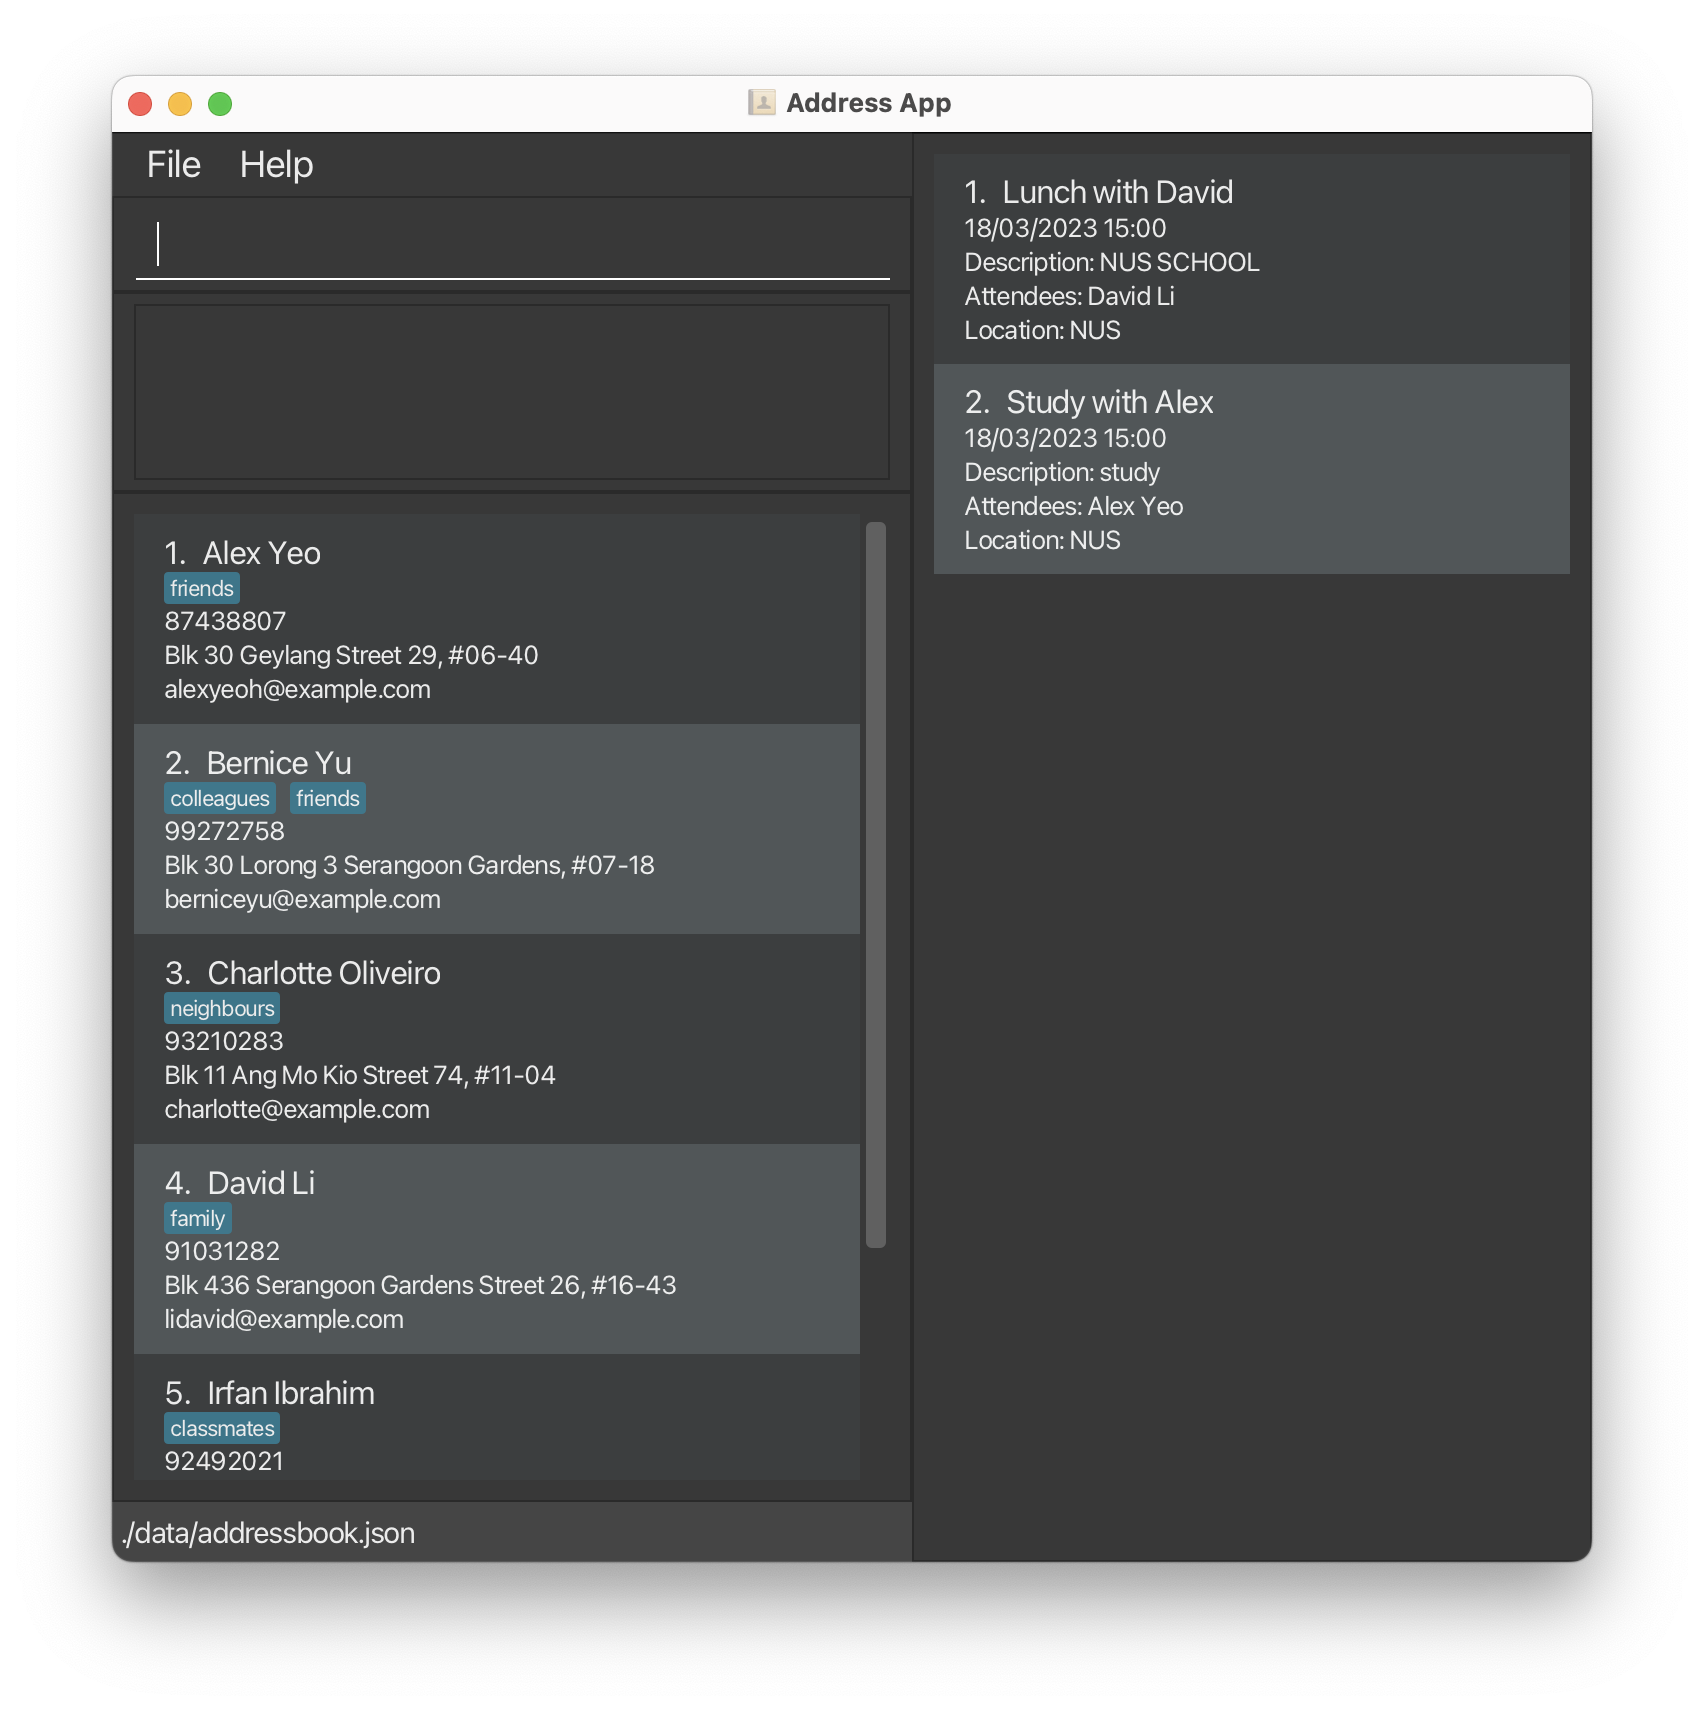 Address App
File Help
1. Alex Yeo
friends
87438807
Blk 30 Geylang Street 29, #06-40
alexyeoh@example.com
2. Bernice Yu
colleagues friends
99272758
Blk 30 Lorong 3 Serangoon Gardens, #07-18
berniceyu@example.com
3. Charlotte Oliveiro
neighbours
93210283
Blk 11 Ang Mo Kio Street 74, #11-04
charlotte@example.com
4. David Li
family
91031282
Blk 436 Serangoon Gardens Street 26, #16-43
lidavid@example.com
5. Irfan Ibrahim
classmates
92492021
./data/addressbook.json
1. Lunch with David
18/03/2023 15:00
Description: NUS SCHOOL
Attendees: David Li
Location: NUS
2. Study with Alex
18/03/2023 15:00
Description: study
Attendees: Alex Yeo
Location: NUS